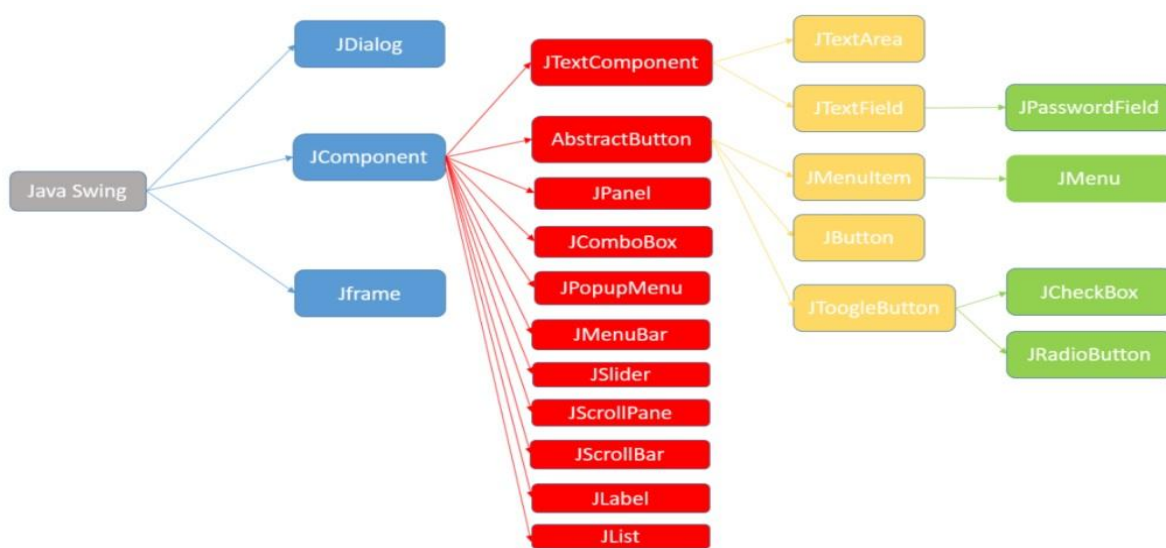 Java Swing
JDialog
JComponent
Jframe
JTextComponent
AbstractButton
JPanel
JComboBox
JPopupMenu
JMenuBar
JSlider
JScrollPane
JScrollBar
JLabel
JList
JTextArea
JTextField
JMenuItem
JButton
JToogleButton
JPasswordField
JMenu
JCheckBox
JRadioButton